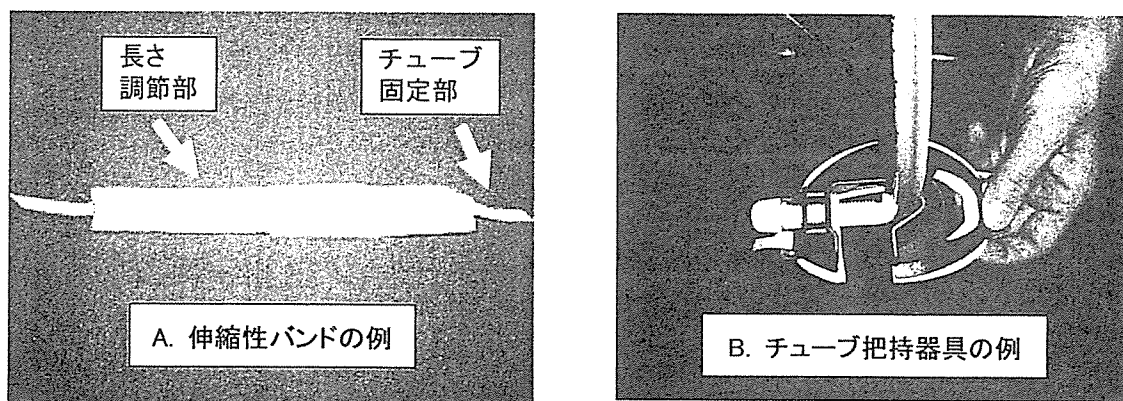 長さ
調節部
チューブ
固定部
A. 伸縮性バンドの例
B. チューブ把持器具の例